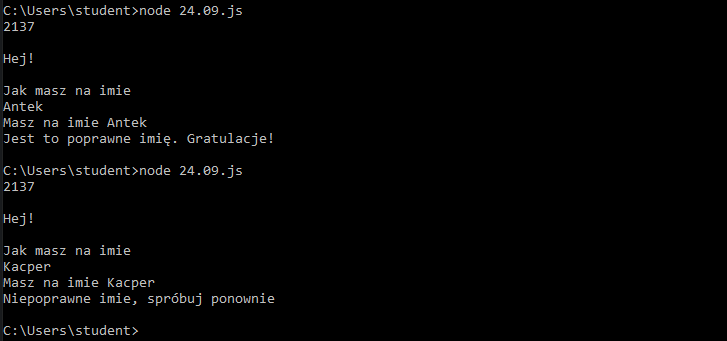 C:\Users\student>node 24.09.js
2137
Hej!
Jak masz na imie
Antek
Masz na imie Antek
Jest to poprawne imię. Gratulacje!
C:\Users\student>node 24.09.js
2137
Hej!
Jak masz na imie
Kacper
Masz na imie Kacper
Niepoprawne imie, spróbuj ponownie
C:\Users\student>